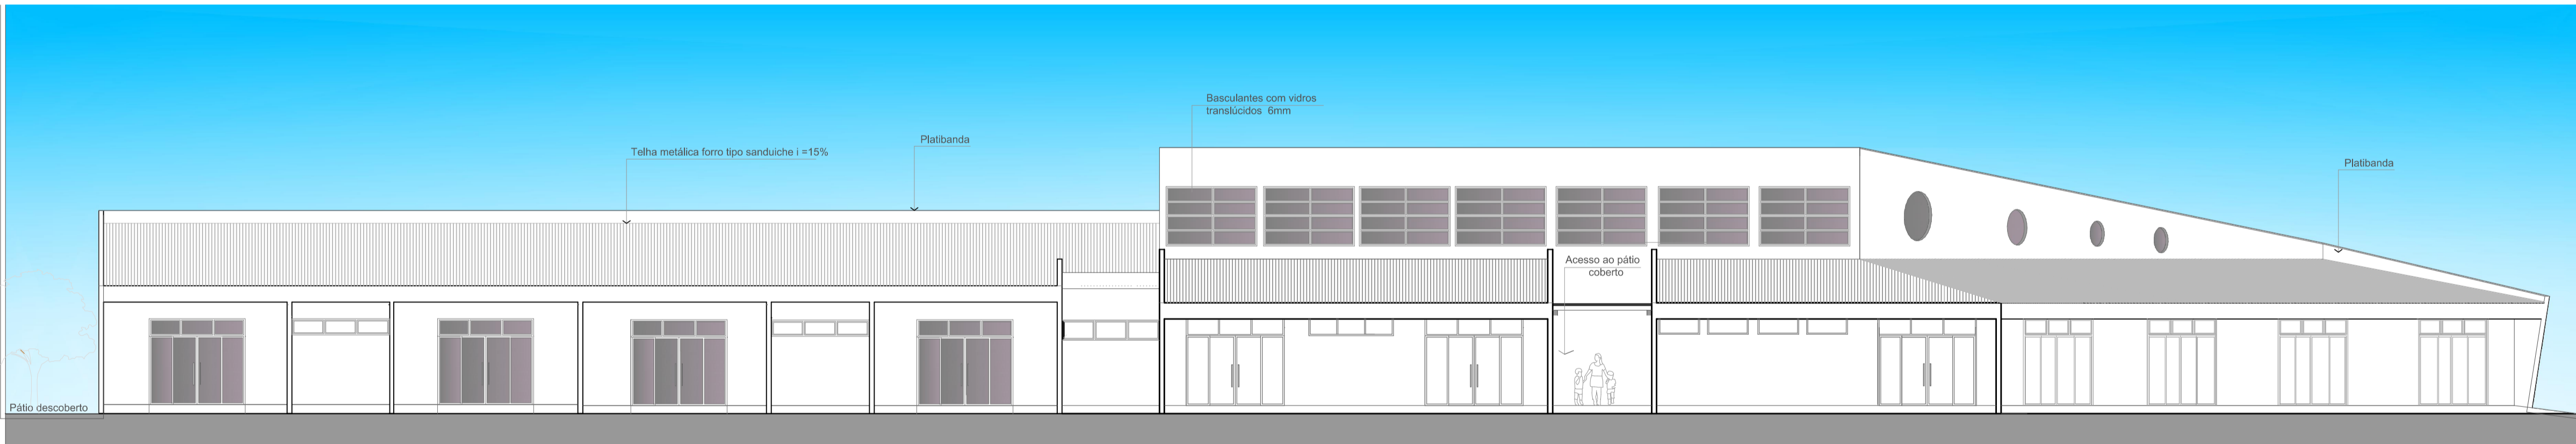 Basculantes com vidros
translúcidos 6mm
Platibanda
Telha metálica forro tipo sanduiche i =15%
Platibanda
Acesso ao pátio
coberto
Pátio descoberto